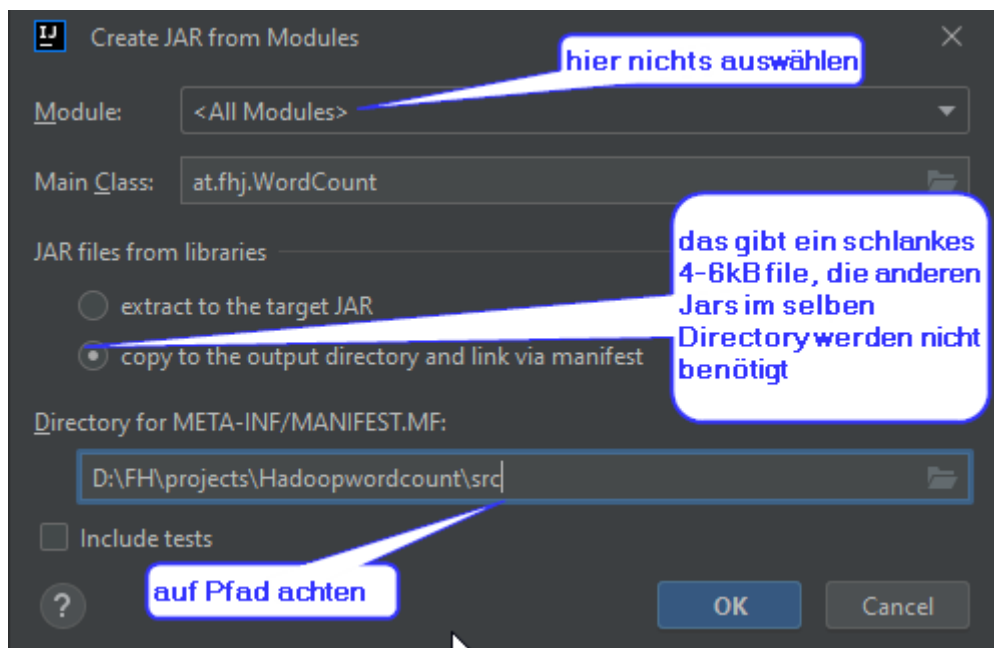 IJ
Create JAR from Modules
hier nichts auswählen
Module:
<All Modules>
Main Class:
at.fhj.WordCount
das gibt ein schlankes
4-6kB file, die anderen
Jars im selben
Directory werden nicht
benötigt
JAR files from libraries
extract to the target JAR
copy to the output directory and link via manifest
Directory for META-INF/MANIFEST.MF:
D:\FH\projects\Hadoopwordcount\src
Include tests
auf Pfad achten
?
OK
Cancel